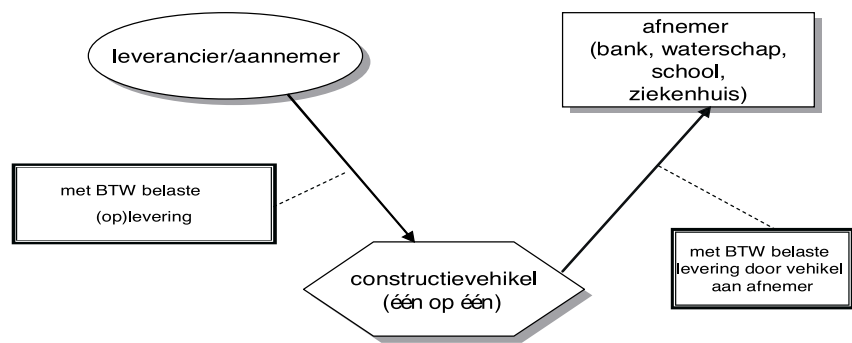 leverancier/aannemer
afnemer
(bank, waterschap,
school,
ziekenhuis)
met BTW belaste
(op)levering
constructievehikel
(één op één)
met BTW belaste
levering door vehikel
aan afnemer